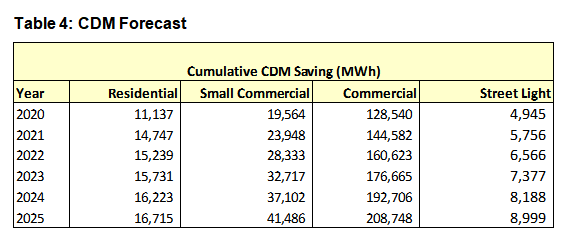 Table 4: CDM Forecast
Cumulative CDM Saving (MWh)
Year Residential Small Commercial Commercial Street Light
2020 11,137 19,564 128,540 4,945
2021 14,747 23,948 144,582 5,756
2022 15,239 28,333 160,623 6,566
2023 15,731 32,717 176,665 7,377
2024 16,223 37,102 192,706 8,188
2025 16,715 41,486 208,748 8,999